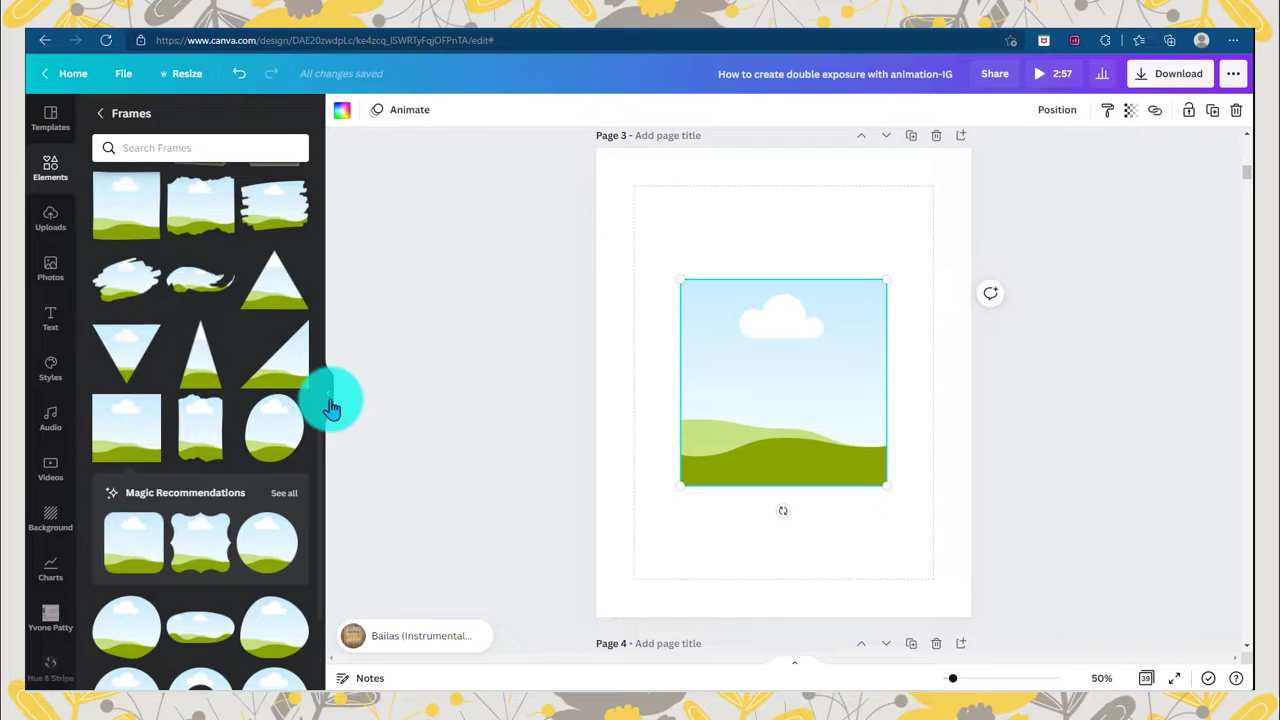 https://www.canva.com/design/DAE20zwdpLc/ke4zcq_lSWRTyFqjOFPnTA/edit#
Home
File
Resize
All changes saved
How to create double exposure with animation-IG
Share
2:57
Download
Templates
Elements
Uploads
Photos
Text
Styles
Audio
Videos
Background
Charts
Yvone Patty
Hue & Stripe
Frames
Search Frames
Magic Recommendations
See all
Animate
Position
Page 3 - Add page title
Bailas (Instrumental...
Page 4 - Add page title
Notes
50%
39